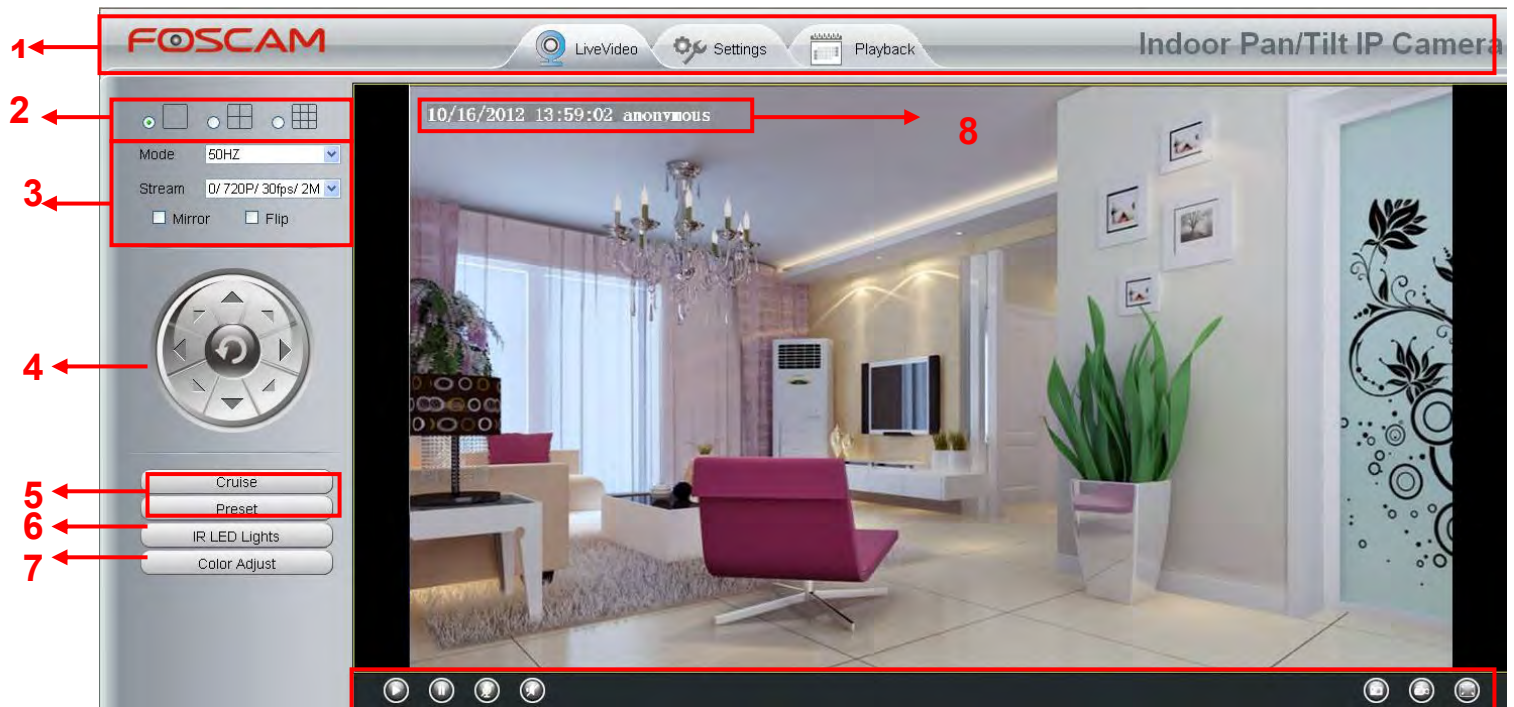 1
FOSCAM
LiveVideo
Settings
Playback
Indoor Pan/Tilt IP Camera
2
3
Mode 50HZ
Stream 0/ 720P/ 30fps/ 2M
Mirror Flip
10/16/2012 13:59:02 anonymous
8
4
5
Cruise
Preset
6
IR LED Lights
7
Color Adjust